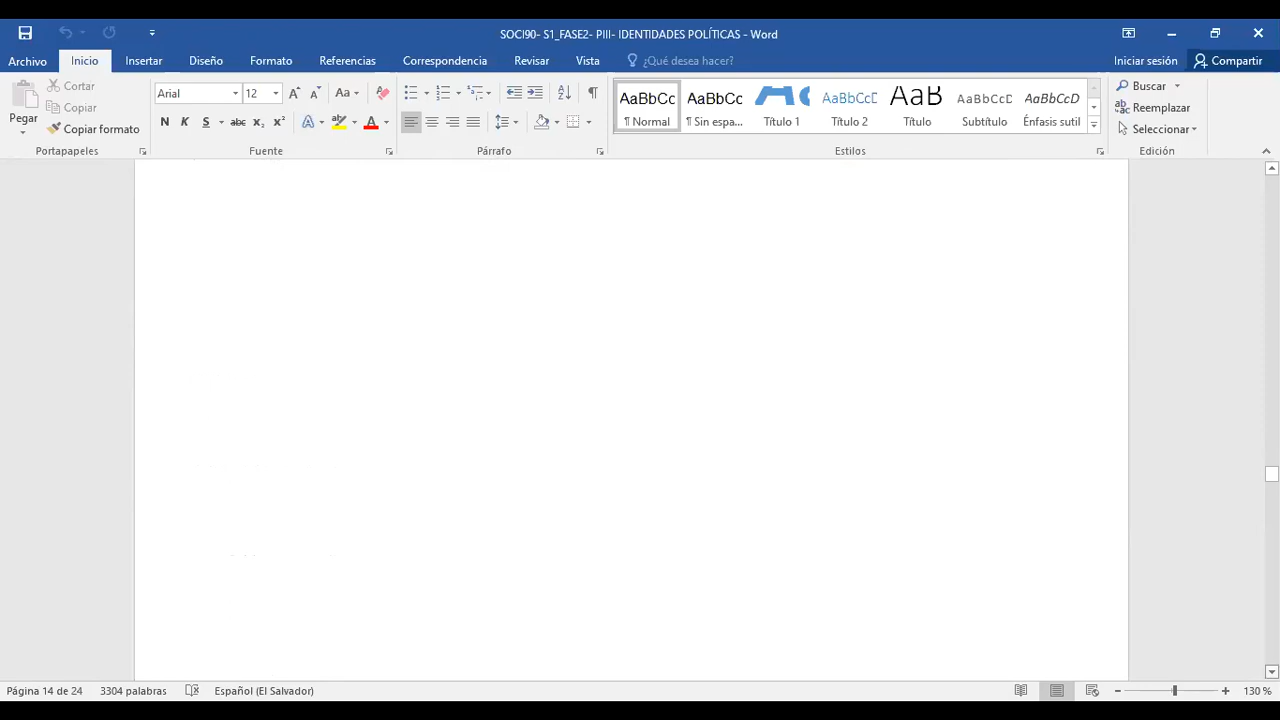 SOCI90- S1_FASE2- PIII- IDENTIDADES POLÍTICAS - Word
Archivo Inicio Insertar Diseño Formato Referencias Correspondencia Revisar Vista ¿Qué desea hacer? Iniciar sesión Compartir
Pegar
Cortar
Copiar
Copiar formato
Portapapeles
Arial 12 Aa
N K S abc x₂ x² A A
Fuente
Párrafo
AaBbCc AaBbCc AaBbCcD AaB AaBbCcD AaBbCcD
¶ Normal ¶ Sin espa... Título 1 Título 2 Título Subtítulo Énfasis sutil
Estilos
Buscar
Reemplazar
Seleccionar
Edición
Página 14 de 24 3304 palabras Español (El Salvador) 130 %